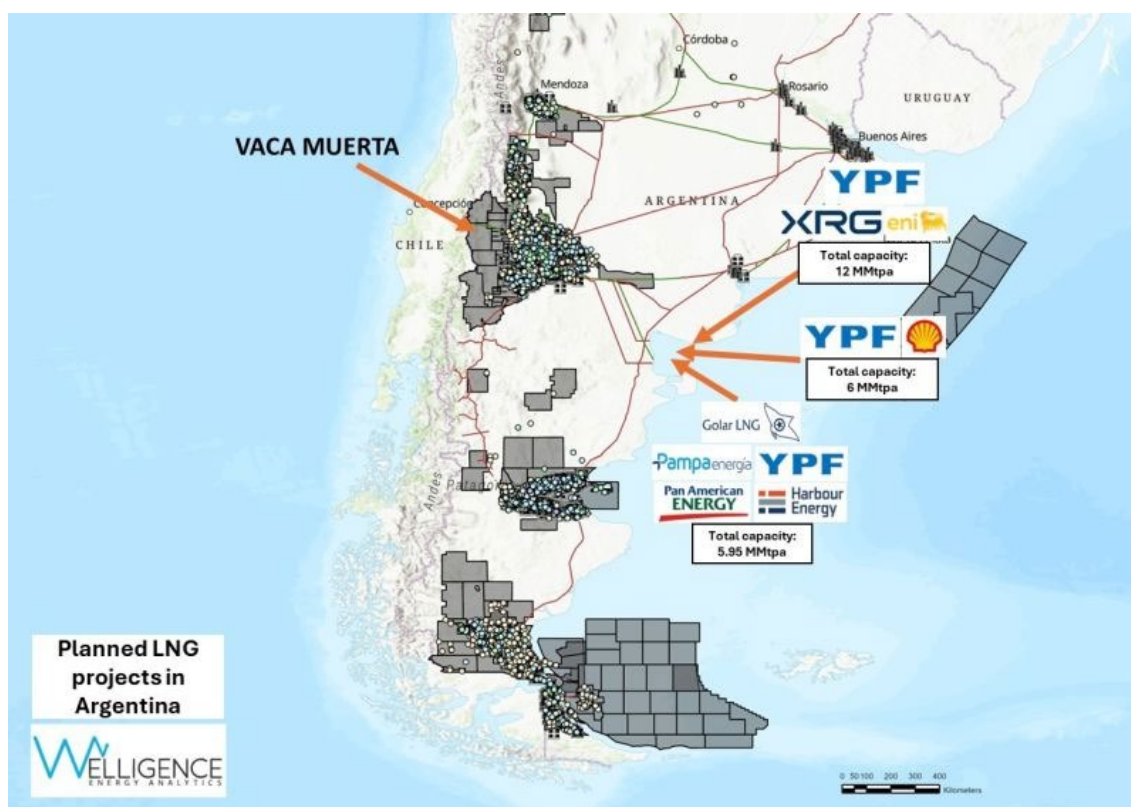 Córdoba
Andes
Mendoza
Rosario
URUGUAY
Buenos Aires
VACA MUERTA
YPF
ARGENTINA
XRG eni
CHILE
Total capacity:
12 MMtpa
YPF
Total capacity:
6 MMtpa
Golar LNG
Pampa energía YPF
Andes
Pan American
ENERGY
Harbour
Energy
Total capacity:
5.95 MMtpa
Planned LNG
projects in
Argentina
WELLIGENCE
ENERGY ANALYTICS
0 50 100 200 300 400
Kilometers